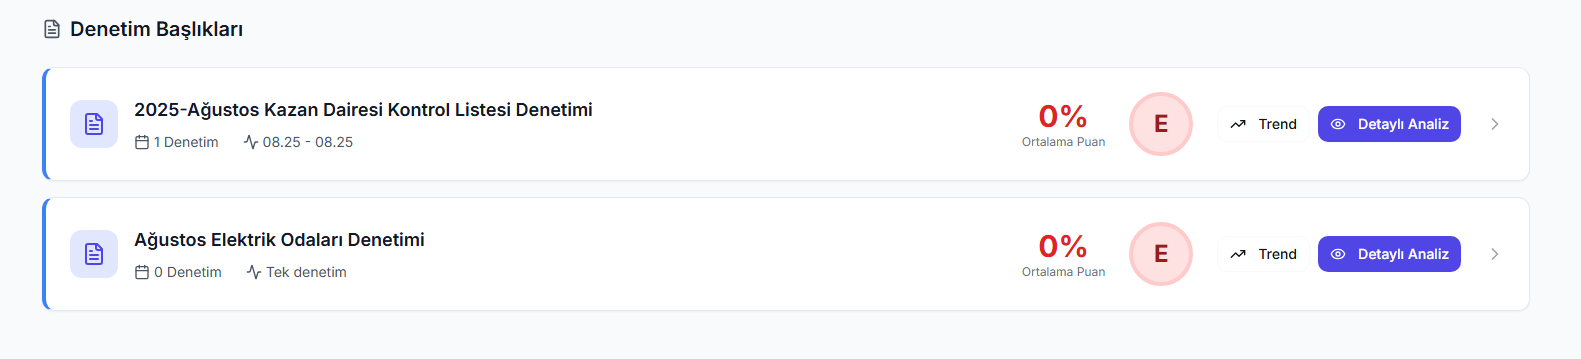 Denetim Başlıkları
2025-Ağustos Kazan Dairesi Kontrol Listesi Denetimi
1 Denetim 08.25 - 08.25
0%
Ortalama Puan
E
Trend
Detaylı Analiz
Ağustos Elektrik Odaları Denetimi
0 Denetim Tek denetim
0%
Ortalama Puan
E
Trend
Detaylı Analiz